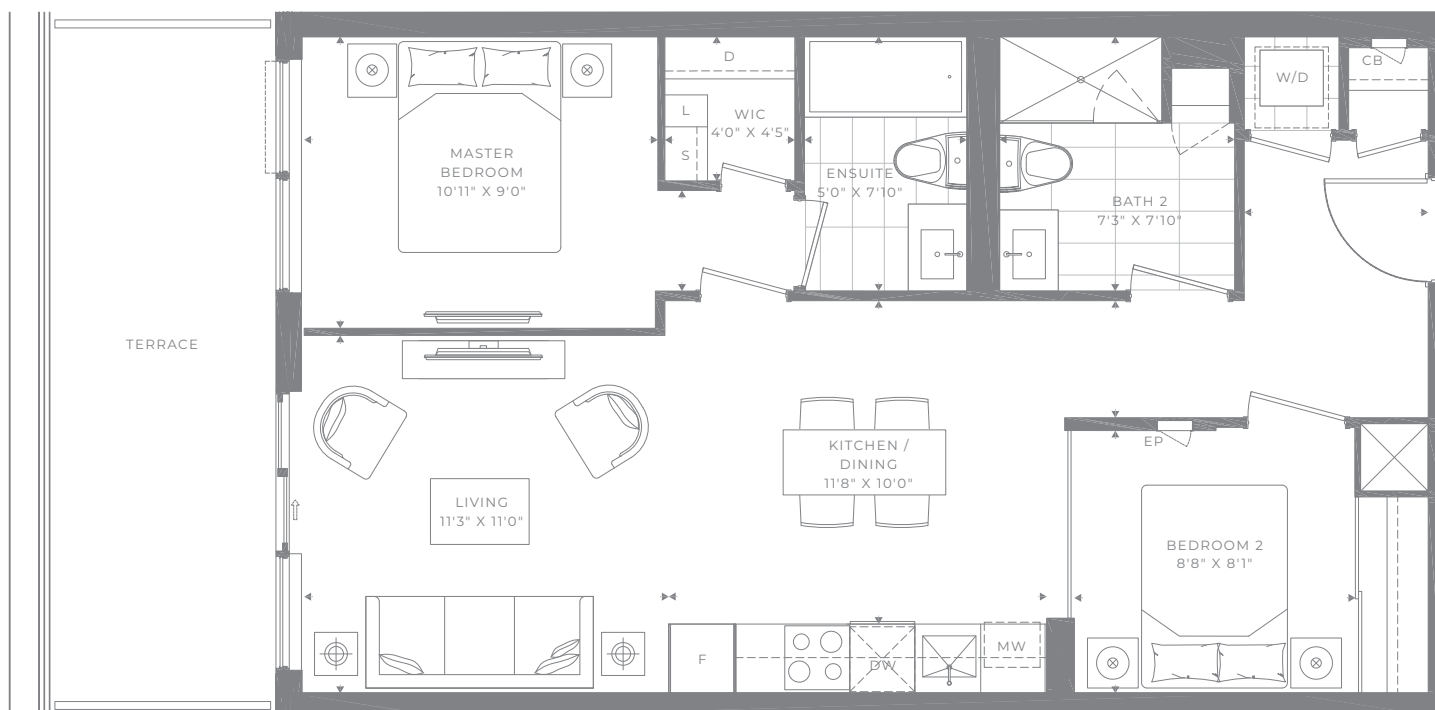 D
L
S
WIC
4'0" X 4'5"
MASTER
BEDROOM
10'11" X 9'0"
ENSUITE
5'0" X 7'10"
BATH 2
7'3" X 7'10"
W/D
CB
TERRACE
LIVING
11'3" X 11'0"
KITCHEN /
DINING
11'8" X 10'0"
EP
BEDROOM 2
8'8" X 8'1"
F
DW
MW